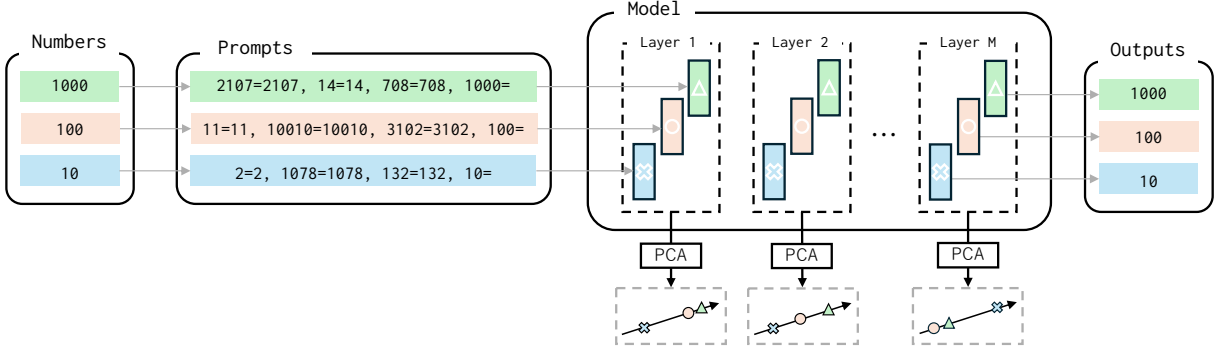 Numbers
1000
100
10
Prompts
2107=2107, 14=14, 708=708, 1000=
11=11, 10010=10010, 3102=3102, 100=
2=2, 1078=1078, 132=132, 10=
Model
Layer 1
Layer 2
...
Layer M
PCA
PCA
PCA
Outputs
1000
100
10